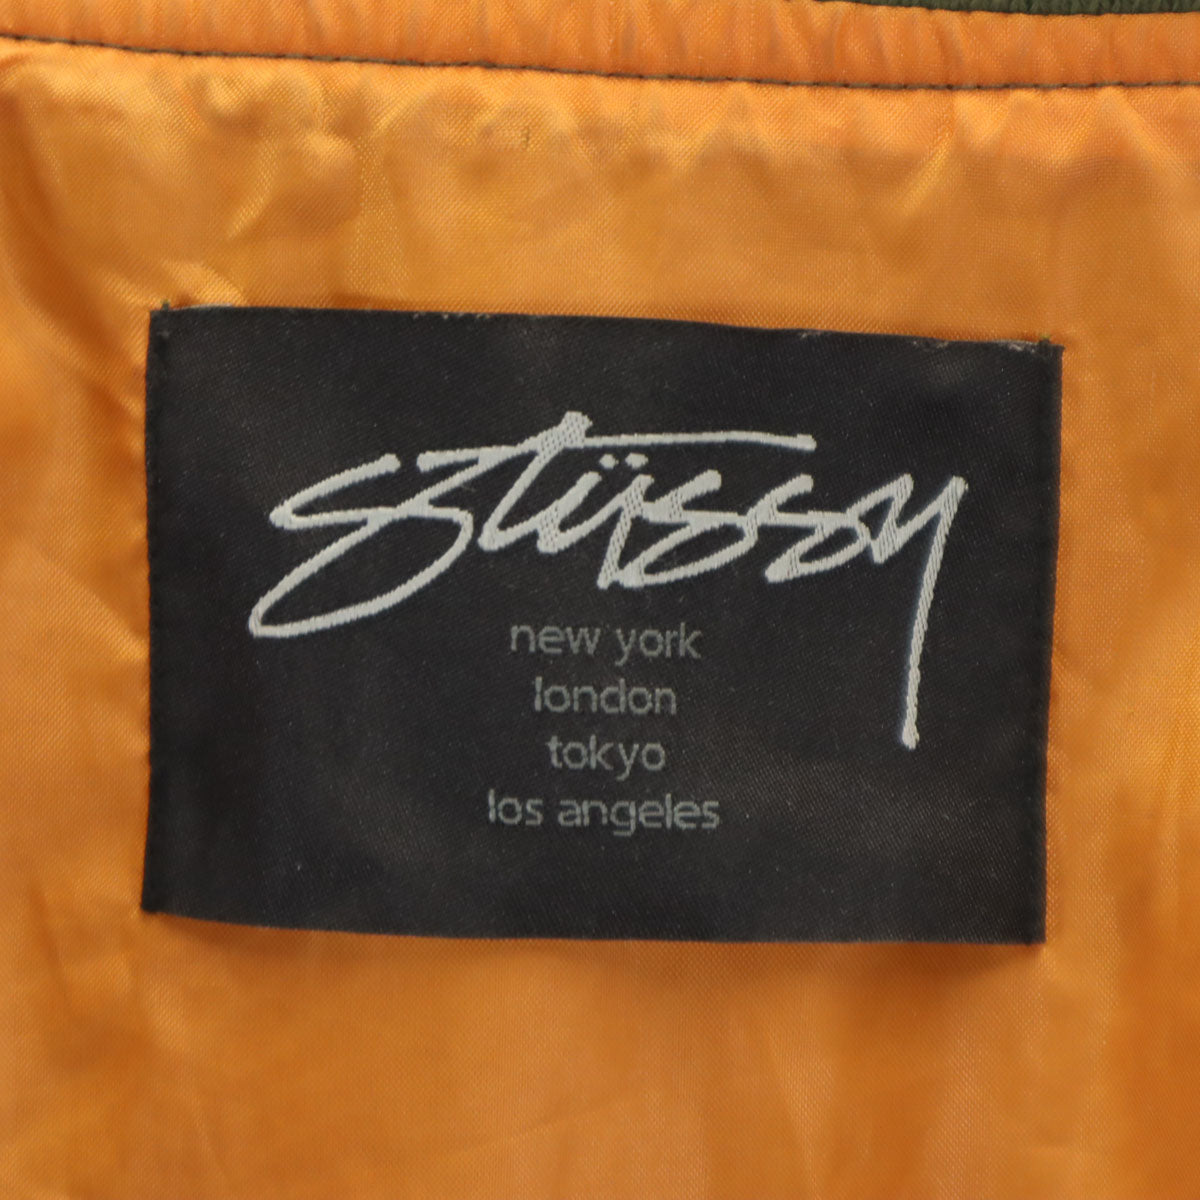 stüssy
new york
london
tokyo
los angeles